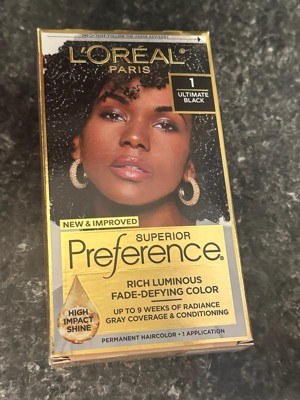 L'ORÉAL
PARIS
1
ULTIMATE
BLACK
NEW & IMPROVED
SUPERIOR
Preference®
RICH LUMINOUS
FADE-DEFYING COLOR
UP TO 9 WEEKS OF RADIANCE
GRAY COVERAGE & CONDITIONING
HIGH
IMPACT
SHINE
PERMANENT HAIRCOLOR • 1 APPLICATION